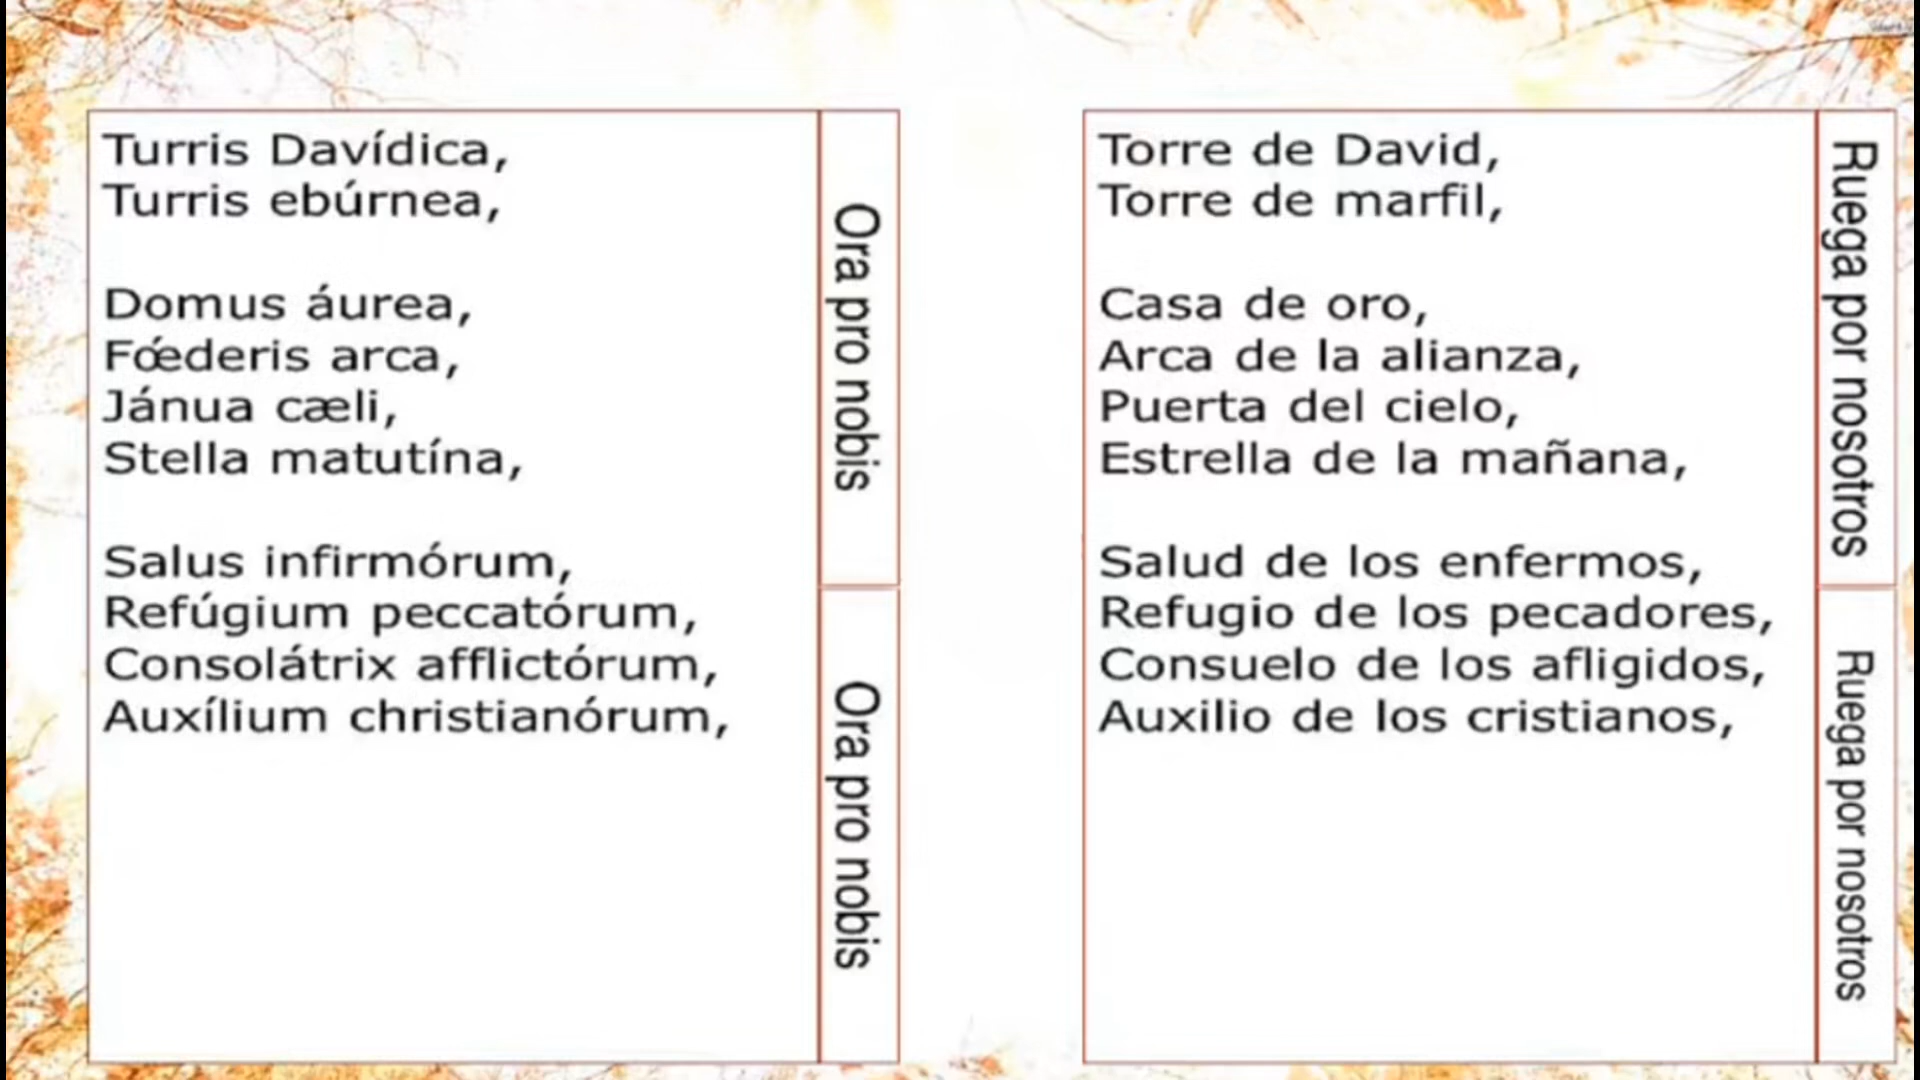 Turris Davídica,
Turris ebúrnea,
Domus áurea,
Fœ́deris arca,
Jánua cæli,
Stella matutína,
Salus infirmórum,
Refúgium peccatórum,
Consolátrix afflictórum,
Auxílium christianórum,
Ora pro nobis
Ora pro nobis
Torre de David,
Torre de marfil,
Casa de oro,
Arca de la alianza,
Puerta del cielo,
Estrella de la mañana,
Salud de los enfermos,
Refugio de los pecadores,
Consuelo de los afligidos,
Auxilio de los cristianos,
Ruega por nosotros
Ruega por nosotros